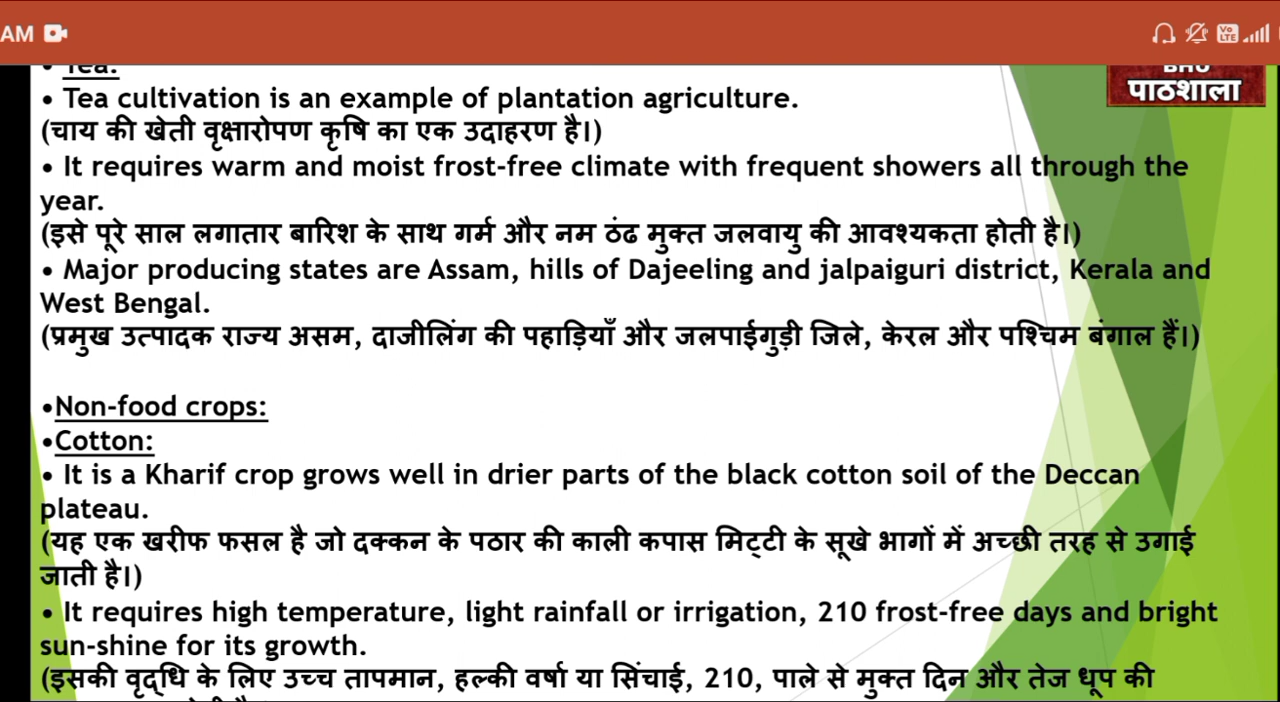 AM
Tea:
BHU
पाठशाला
• Tea cultivation is an example of plantation agriculture.
(चाय की खेती वृक्षारोपण कृषि का एक उदाहरण है।)
• It requires warm and moist frost-free climate with frequent showers all through the
year.
(इसे पूरे साल लगातार बारिश के साथ गर्म और नम ठंढ मुक्त जलवायु की आवश्यकता होती है।)
• Major producing states are Assam, hills of Dajeeling and jalpaiguri district, Kerala and
West Bengal.
(प्रमुख उत्पादक राज्य असम, दाजीलिंग की पहाड़ियाँ और जलपाईगुड़ी जिले, केरल और पश्चिम बंगाल हैं।)
•Non-food crops:
•Cotton:
• It is a Kharif crop grows well in drier parts of the black cotton soil of the Deccan
plateau.
(यह एक खरीफ फसल है जो दक्कन के पठार की काली कपास मिट्टी के सूखे भागों में अच्छी तरह से उगाई
जाती है।)
• It requires high temperature, light rainfall or irrigation, 210 frost-free days and bright
sun-shine for its growth.
(इसकी वृद्धि के लिए उच्च तापमान, हल्की वर्षा या सिंचाई, 210, पाले से मुक्त दिन और तेज धूप की